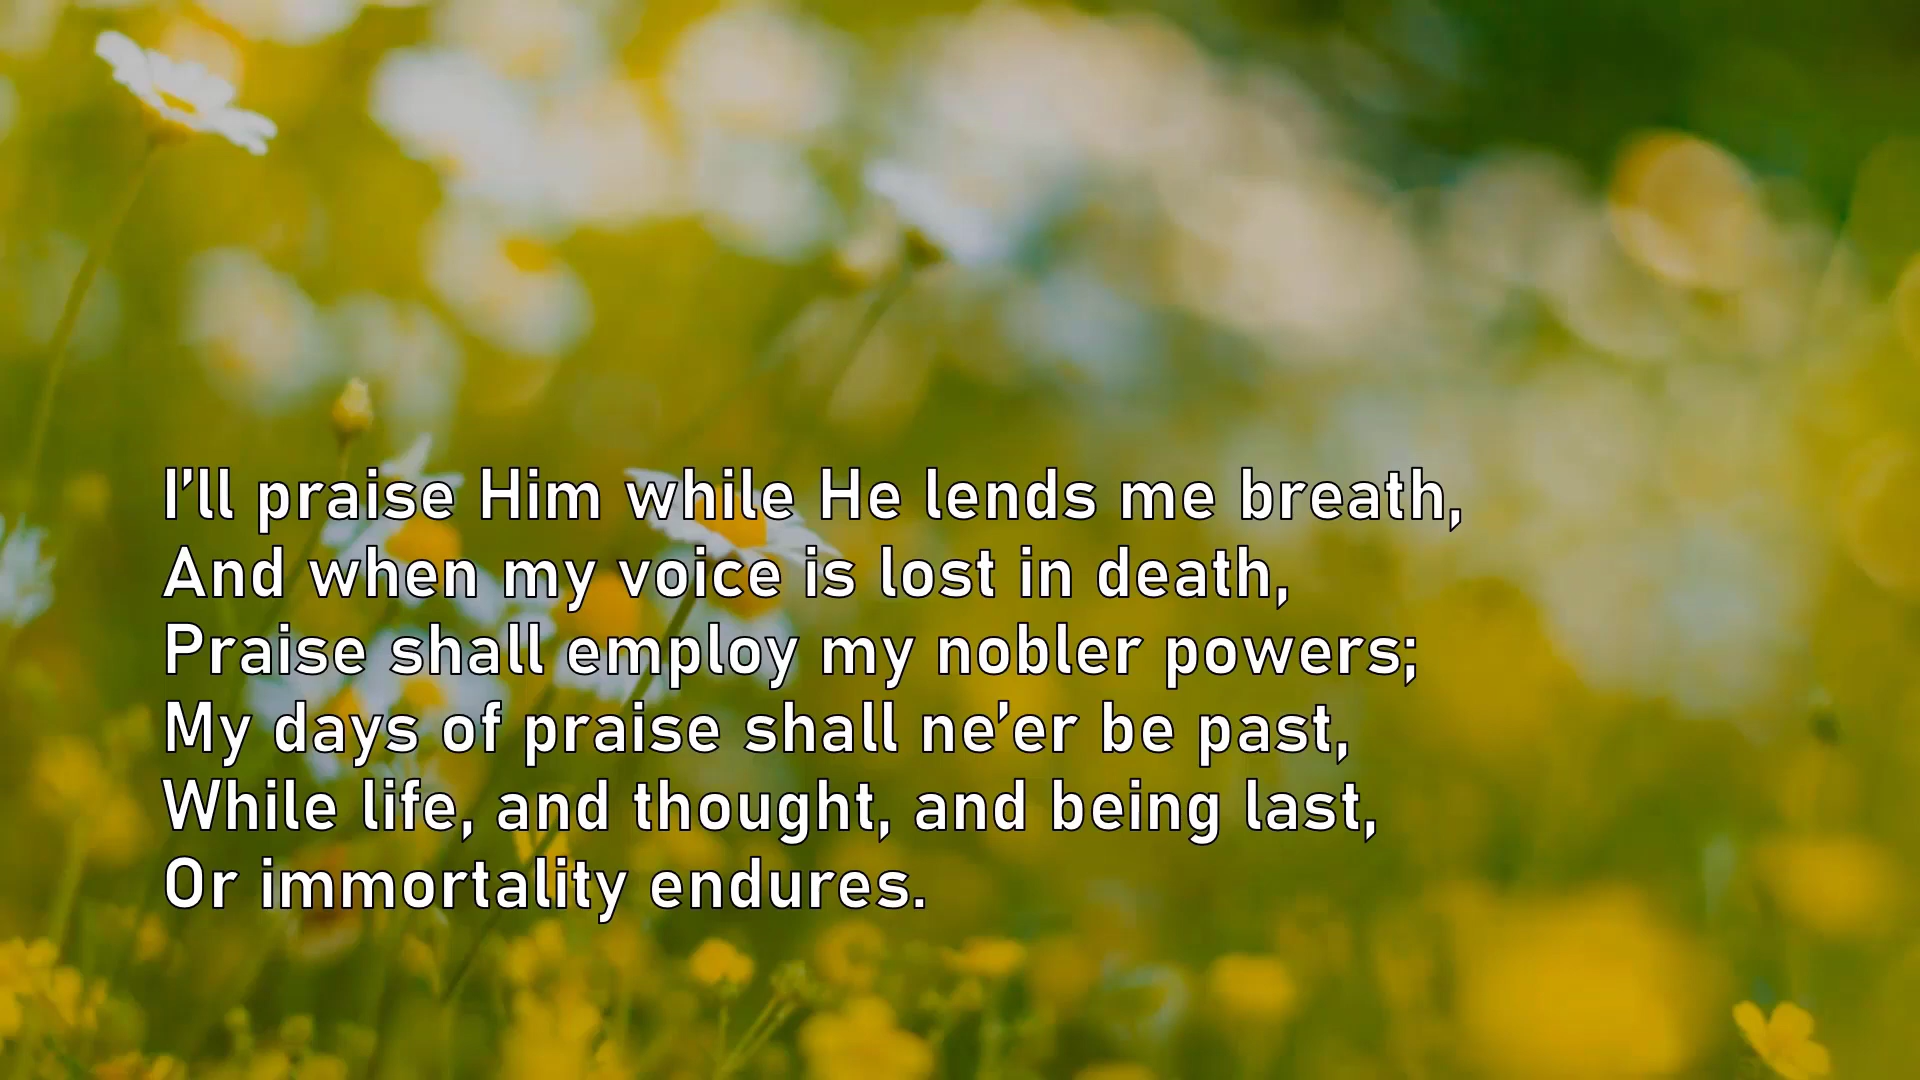 I’ll praise Him while He lends me breath,
And when my voice is lost in death,
Praise shall employ my nobler powers;
My days of praise shall ne’er be past,
While life, and thought, and being last,
Or immortality endures.